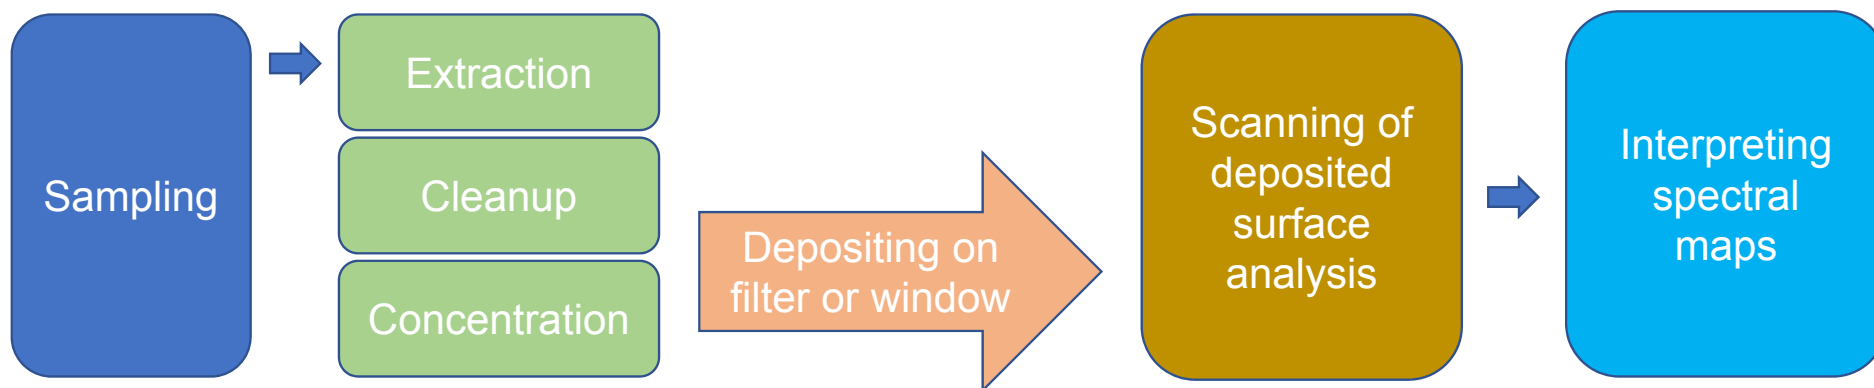 Sampling
Extraction
Cleanup
Concentration
Depositing on
filter or window
Scanning of
deposited
surface
analysis
Interpreting
spectral
maps